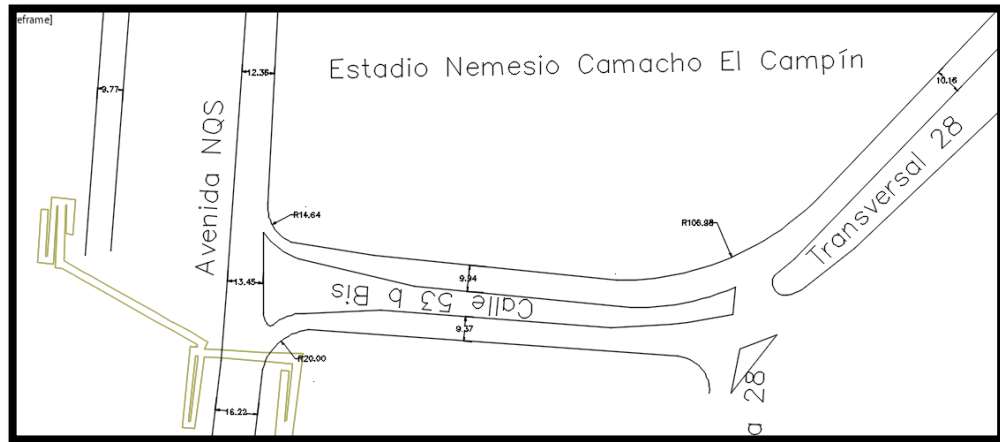 eframe]
12.36
Estadio Nemesio Camacho El Campín
9.77
10.16
Avenida NQS
Transversal 28
R14.64
R106.98
13.45
9.94
Calle 53 b Bis
9.37
R20.00
a 28
16.22